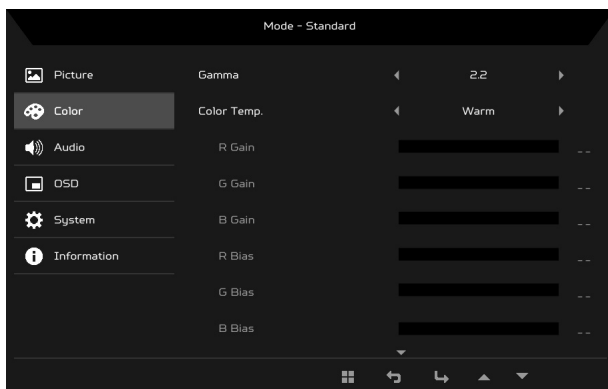 Mode - Standard
Picture
Color
Audio
OSD
System
Information
Gamma 2.2
Color Temp. Warm
R Gain --
G Gain --
B Gain --
R Bias --
G Bias --
B Bias --